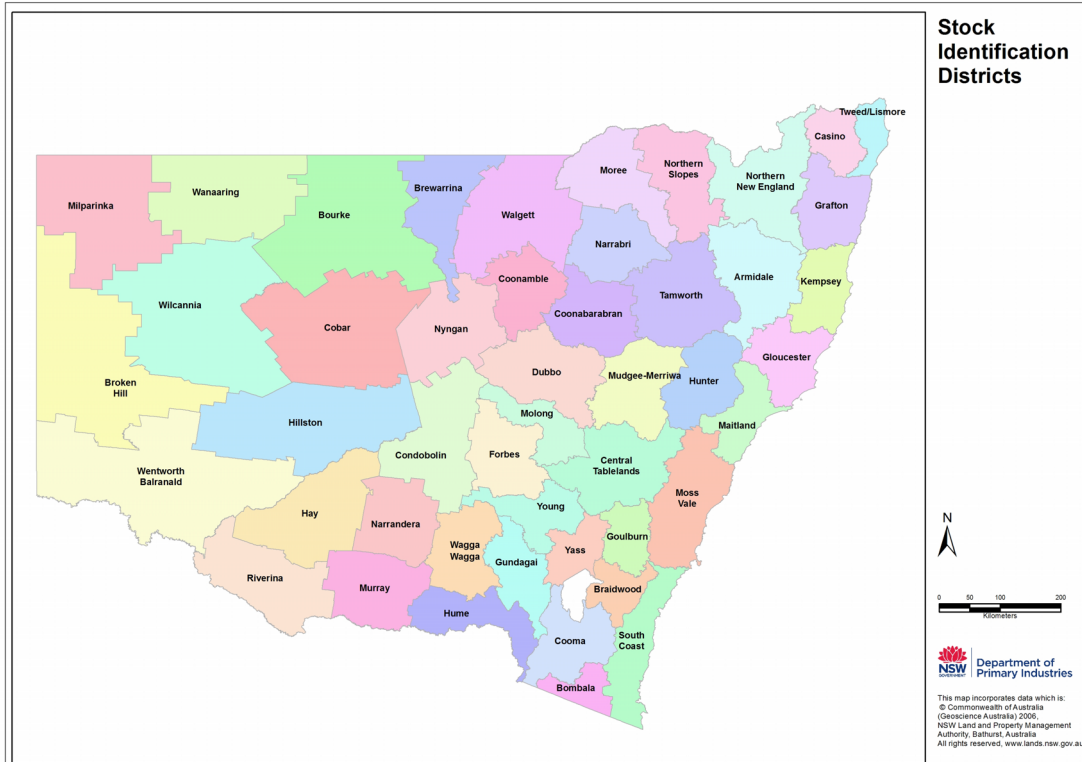 Stock
Identification
Districts
Tweed/Lismore
Casino
Moree
Northern
Slopes
Northern
New England
Grafton
Milparinka
Wanaaring
Bourke
Brewarrina
Walgett
Narrabri
Armidale
Kempsey
Wilcannia
Coonamble
Tamworth
Cobar
Nyngan
Coonabarabran
Gloucester
Broken
Hill
Dubbo
Mudgee-Merriwa
Hunter
Hillston
Molong
Maitland
Wentworth
Balranald
Condobolin
Forbes
Central
Tablelands
Moss
Vale
Hay
Narrandera
Young
Wagga
Wagga
Gundagai
Yass
Goulburn
Riverina
Murray
Braidwood
Hume
Cooma
South
Coast
Bombala
N
0 50 100 200
Kilometers
NSW
GOVERNMENT
Department of
Primary Industries
This map incorporates data which is:
© Commonwealth of Australia
(Geoscience Australia) 2006,
NSW Land and Property Management
Authority, Bathurst, Australia
All rights reserved, www.lands.nsw.gov.au